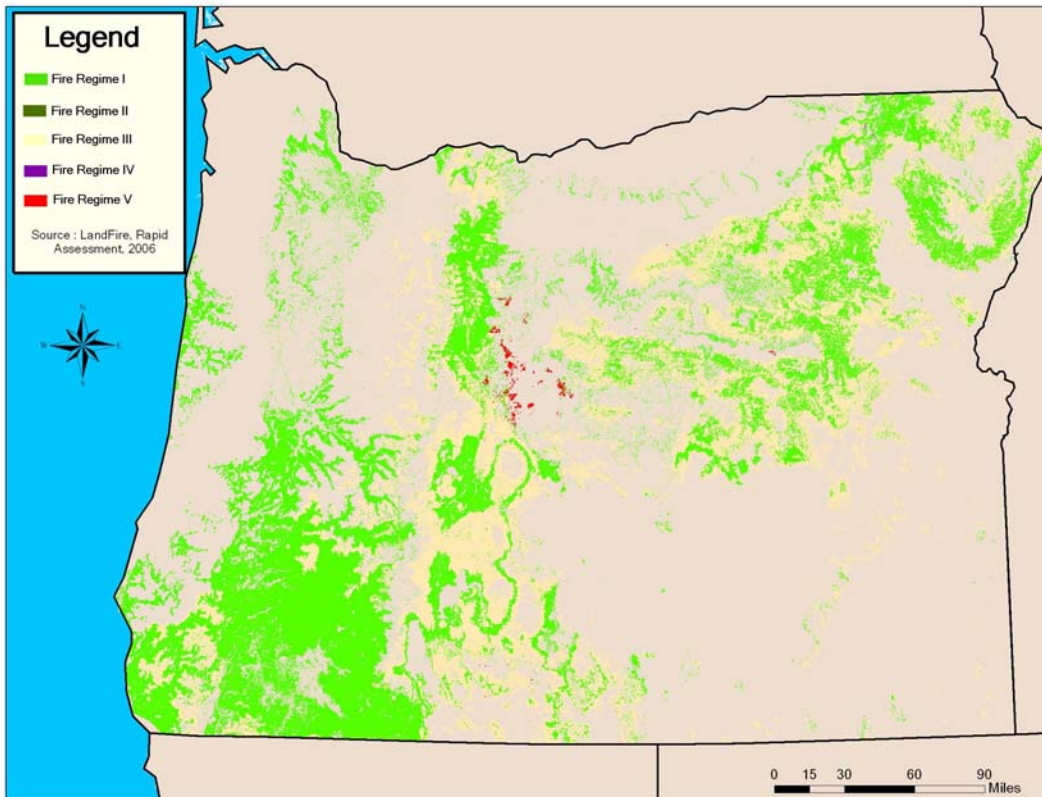 Legend
Fire Regime I
Fire Regime II
Fire Regime III
Fire Regime IV
Fire Regime V
Source : LandFire, Rapid
Assessment, 2006
N
W E
S
0 15 30 60 90
Miles